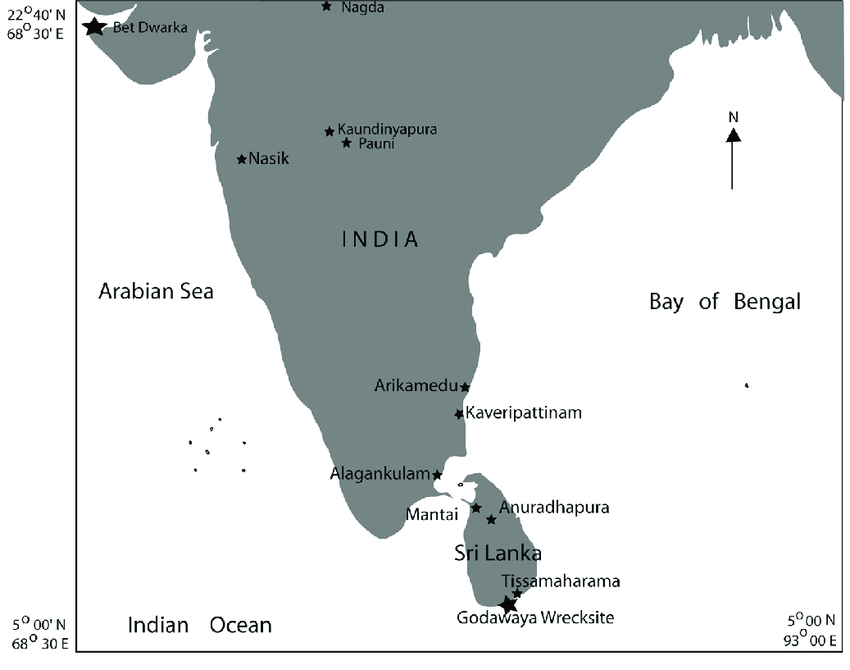 22°40' N
68°30' E
Nagda
Bet Dwarka
N
Kaundinyapura
Pauni
Nasik
INDIA
Arabian Sea
Bay of Bengal
Arikamedu
Kaveripattinam
Alagankulam
Mantai
Anuradhapura
Sri Lanka
Tissamaharama
Godawaya Wrecksite
Indian Ocean
5° 00' N
68° 30 E
5° 00 N
93° 00 E